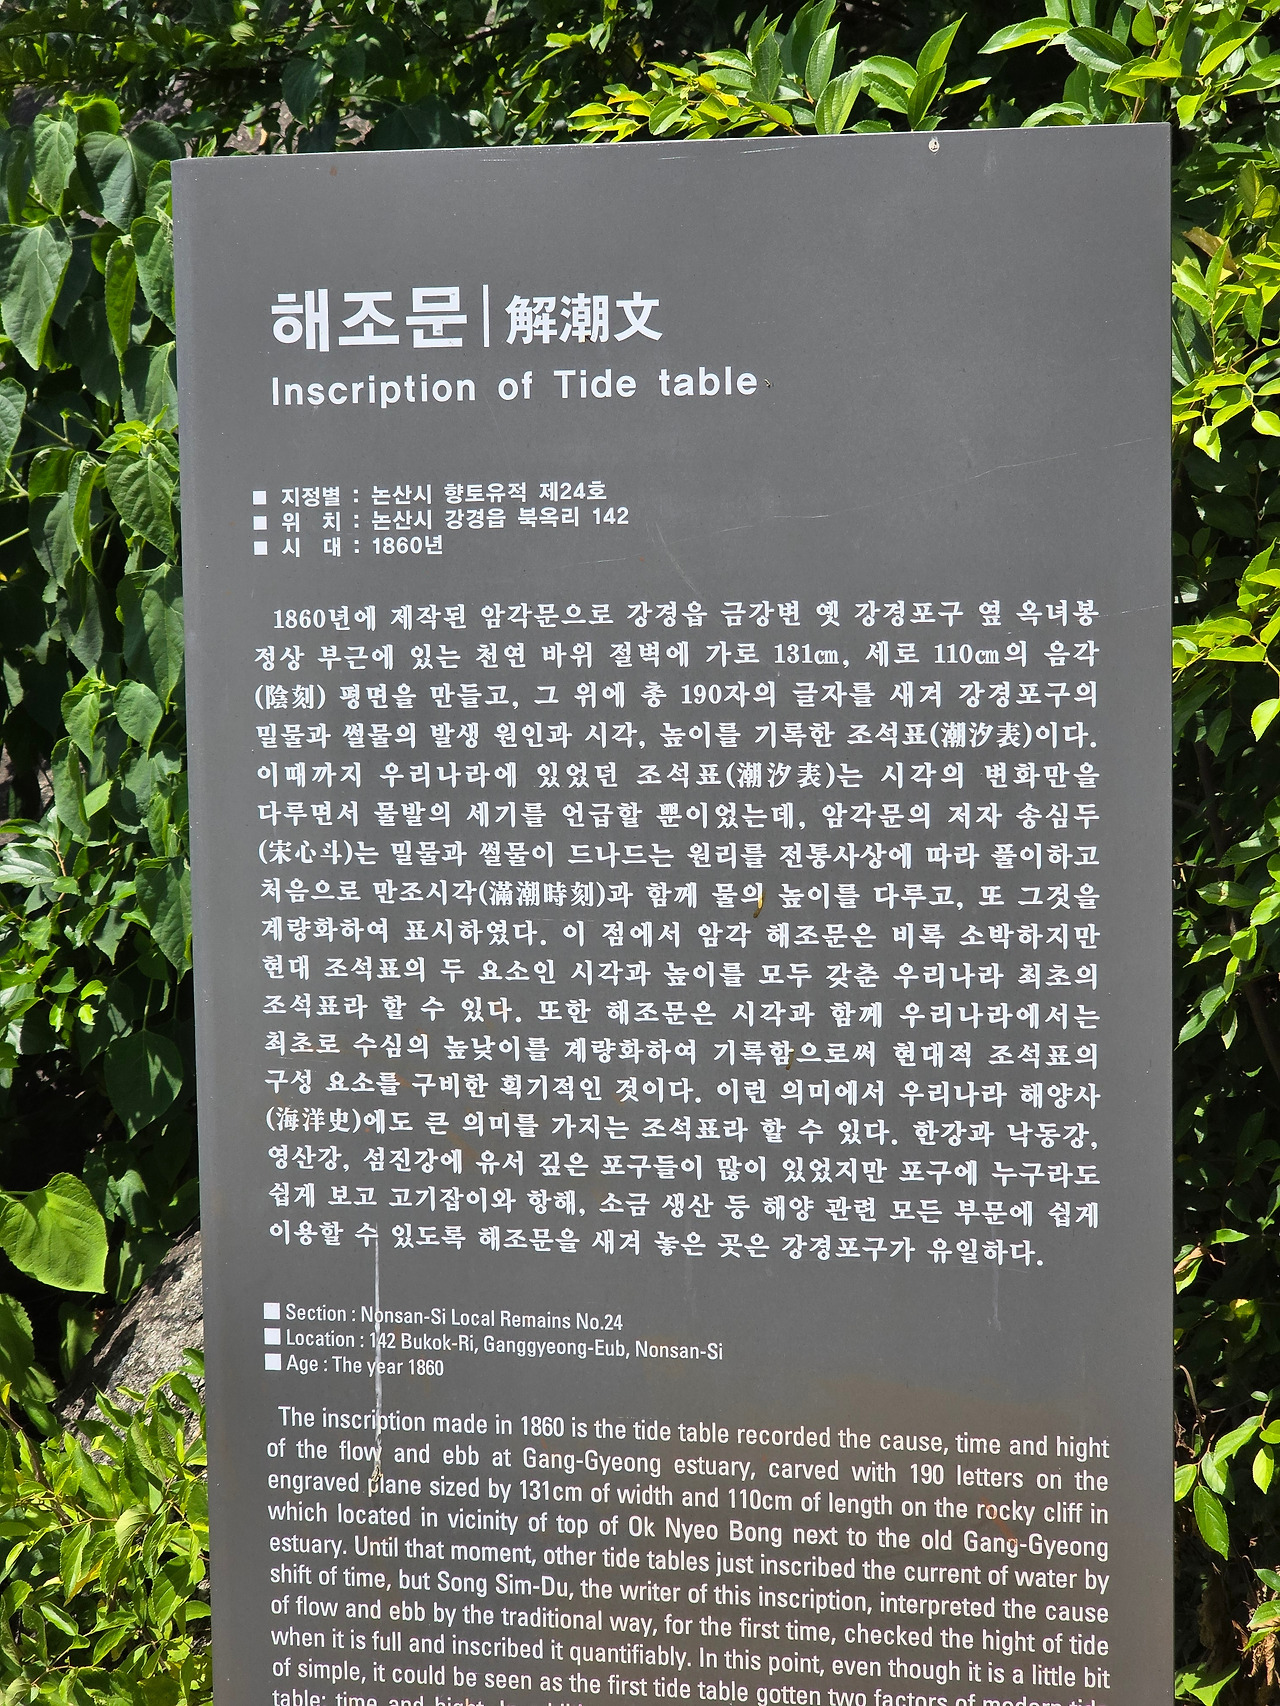 해조문|解潮文
Inscription of Tide table
■ 지정별 : 논산시 향토유적 제24호
■ 위 치 : 논산시 강경읍 북옥리 142
■ 시 대 : 1860년
1860년에 제작된 암각문으로 강경읍 금강변 옛 강경포구 옆 옥녀봉
정상 부근에 있는 천연 바위 절벽에 가로 131㎝, 세로 110㎝의 음각
(陰刻) 평면을 만들고, 그 위에 총 190자의 글자를 새겨 강경포구의
밀물과 썰물의 발생 원인과 시각, 높이를 기록한 조석표(潮汐表)이다.
이때까지 우리나라에 있었던 조석표(潮汐表)는 시각의 변화만을
다루면서 물발의 세기를 언급할 뿐이었는데, 암각문의 저자 송심두
(宋心斗)는 밀물과 썰물이 드나드는 원리를 전통사상에 따라 풀이하고
처음으로 만조시각(滿潮時刻)과 함께 물의 높이를 다루고, 또 그것을
계량화하여 표시하였다. 이 점에서 암각 해조문은 비록 소박하지만
현대 조석표의 두 요소인 시각과 높이를 모두 갖춘 우리나라 최초의
조석표라 할 수 있다. 또한 해조문은 시각과 함께 우리나라에서는
최초로 수심의 높낮이를 계량화하여 기록함으로써 현대적 조석표의
구성 요소를 구비한 획기적인 것이다. 이런 의미에서 우리나라 해양사
(海洋史)에도 큰 의미를 가지는 조석표라 할 수 있다. 한강과 낙동강,
영산강, 섬진강에 유서 깊은 포구들이 많이 있었지만 포구에 누구라도
쉽게 보고 고기잡이와 항해, 소금 생산 등 해양 관련 모든 부문에 쉽게
이용할 수 있도록 해조문을 새겨 놓은 곳은 강경포구가 유일하다.
■ Section : Nonsan-Si Local Remains No.24
■ Location : 142 Bukok-Ri, Ganggyeong-Eub, Nonsan-Si
■ Age : The year 1860
The inscription made in 1860 is the tide table recorded the cause, time and hight
of the flow and ebb at Gang-Gyeong estuary, carved with 190 letters on the
engraved plane sized by 131cm of width and 110cm of length on the rocky cliff in
which located in vicinity of top of Ok Nyeo Bong next to the old Gang-Gyeong
estuary. Until that moment, other tide tables just inscribed the current of water by
shift of time, but Song Sim-Du, the writer of this inscription, interpreted the cause
of flow and ebb by the traditional way, for the first time, checked the hight of tide
when it is full and inscribed it quantifiably. In this point, even though it is a little bit
of simple, it could be seen as the first tide table gotten two factors of modern
table: time and hight.